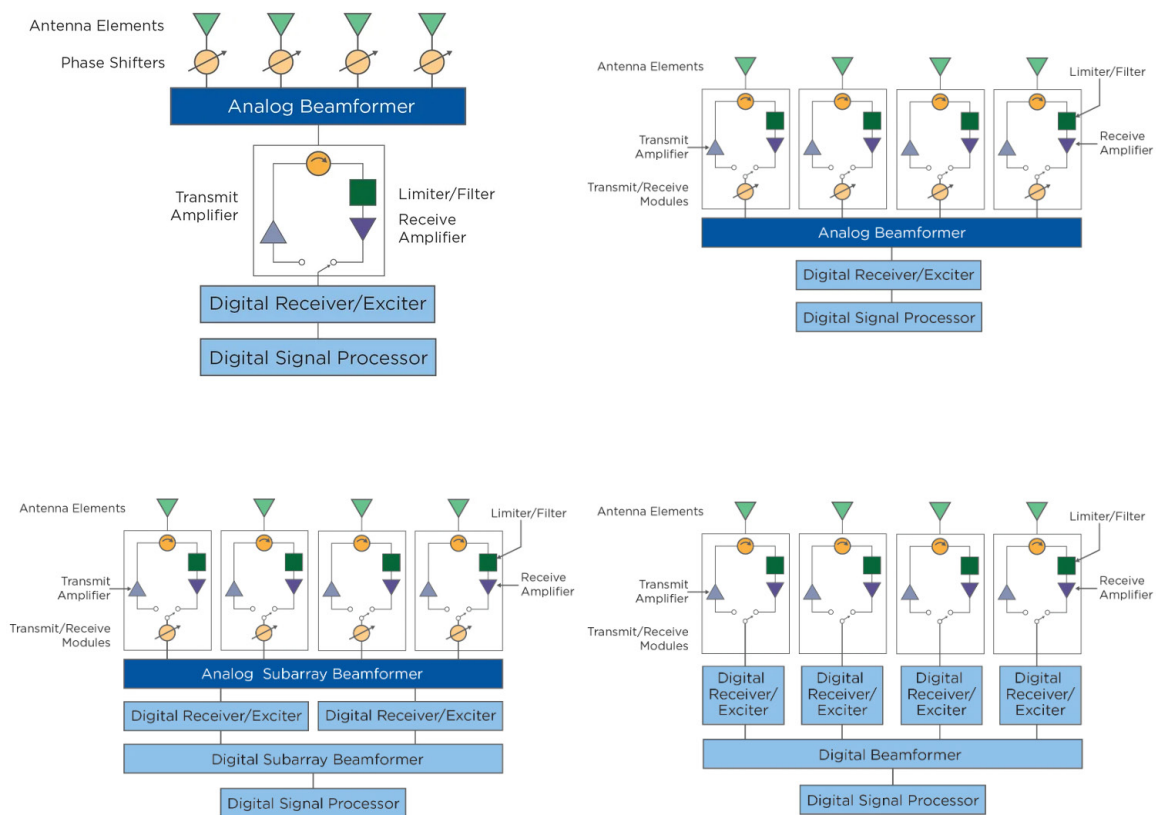 Antenna Elements
Phase Shifters
Analog Beamformer
Transmit
Amplifier
Limiter/Filter
Receive
Amplifier
Digital Receiver/Exciter
Digital Signal Processor
Antenna Elements
Limiter/Filter
Transmit
Amplifier
Receive
Amplifier
Transmit/Receive
Modules
Analog Beamformer
Digital Receiver/Exciter
Digital Signal Processor
Antenna Elements
Limiter/Filter
Transmit
Amplifier
Receive
Amplifier
Transmit/Receive
Modules
Analog Subarray Beamformer
Digital Receiver/Exciter
Digital Receiver/Exciter
Digital Subarray Beamformer
Digital Signal Processor
Antenna Elements
Limiter/Filter
Transmit
Amplifier
Receive
Amplifier
Transmit/Receive
Modules
Digital
Receiver/
Exciter
Digital
Receiver/
Exciter
Digital
Receiver/
Exciter
Digital
Receiver/
Exciter
Digital Beamformer
Digital Signal Processor